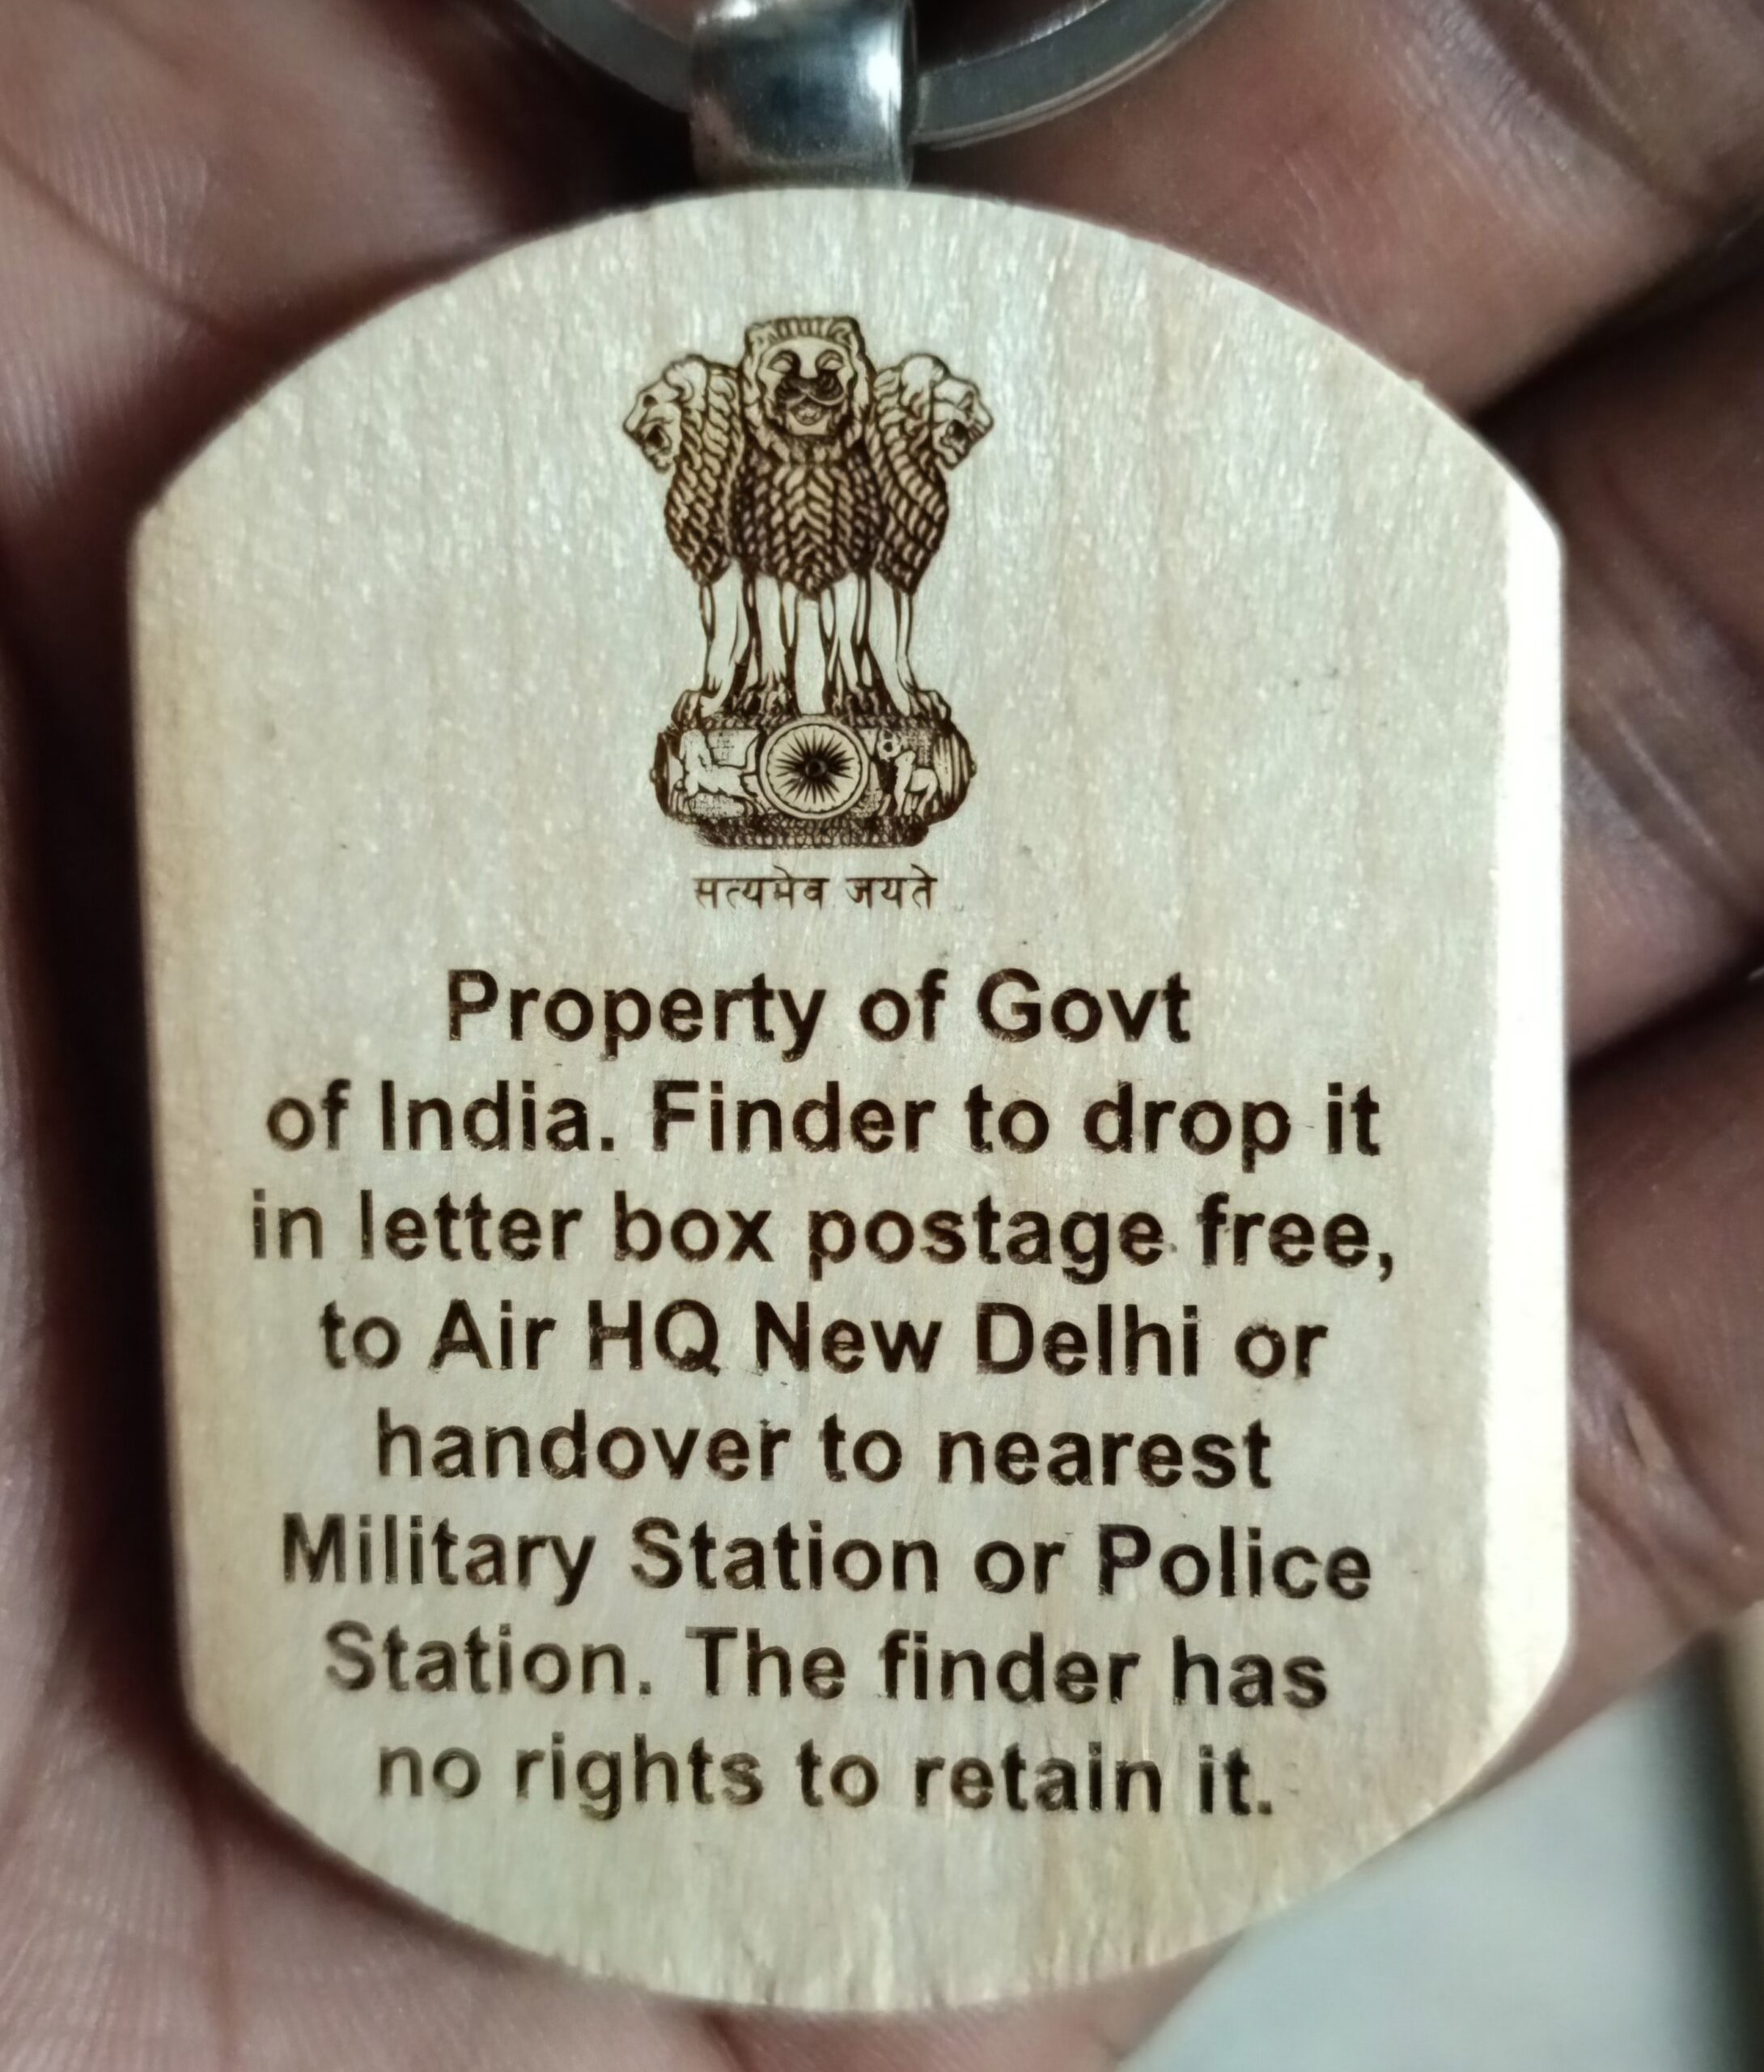 सत्यमेव जयते
Property of Govt
of India. Finder to drop it
in letter box postage free,
to Air HQ New Delhi or
handover to nearest
Military Station or Police
Station. The finder has
no rights to retain it.